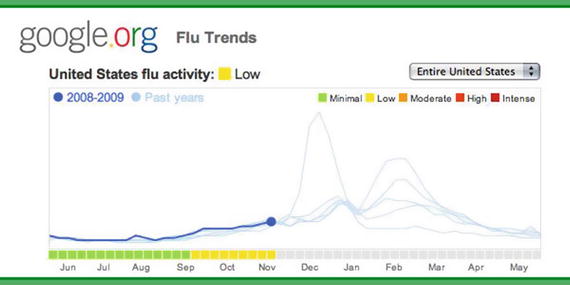 google.org Flu Trends
United States flu activity: Low
Entire United States
2008-2009 Past years
Minimal Low Moderate High Intense
Jun Jul Aug Sep Oct Nov Dec Jan Feb Mar Apr May